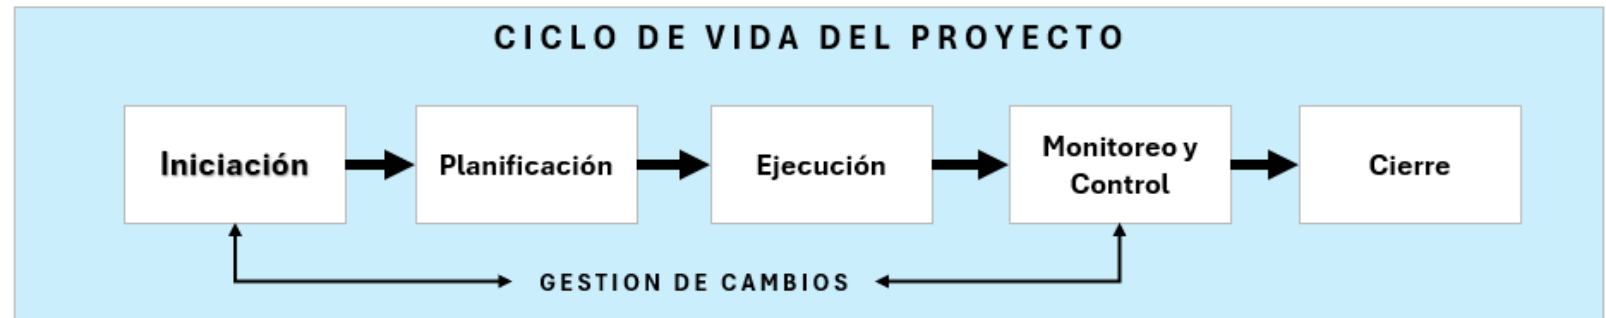 CICLO DE VIDA DEL PROYECTO
Iniciación
Planificación
Ejecución
Monitoreo y
Control
Cierre
GESTION DE CAMBIOS